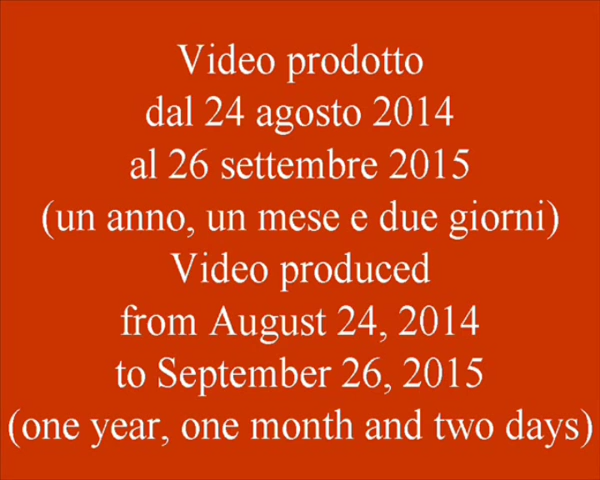 Video prodotto
dal 24 agosto 2014
al 26 settembre 2015
(un anno, un mese e due giorni)
Video produced
from August 24, 2014
to September 26, 2015
(one year, one month and two days)